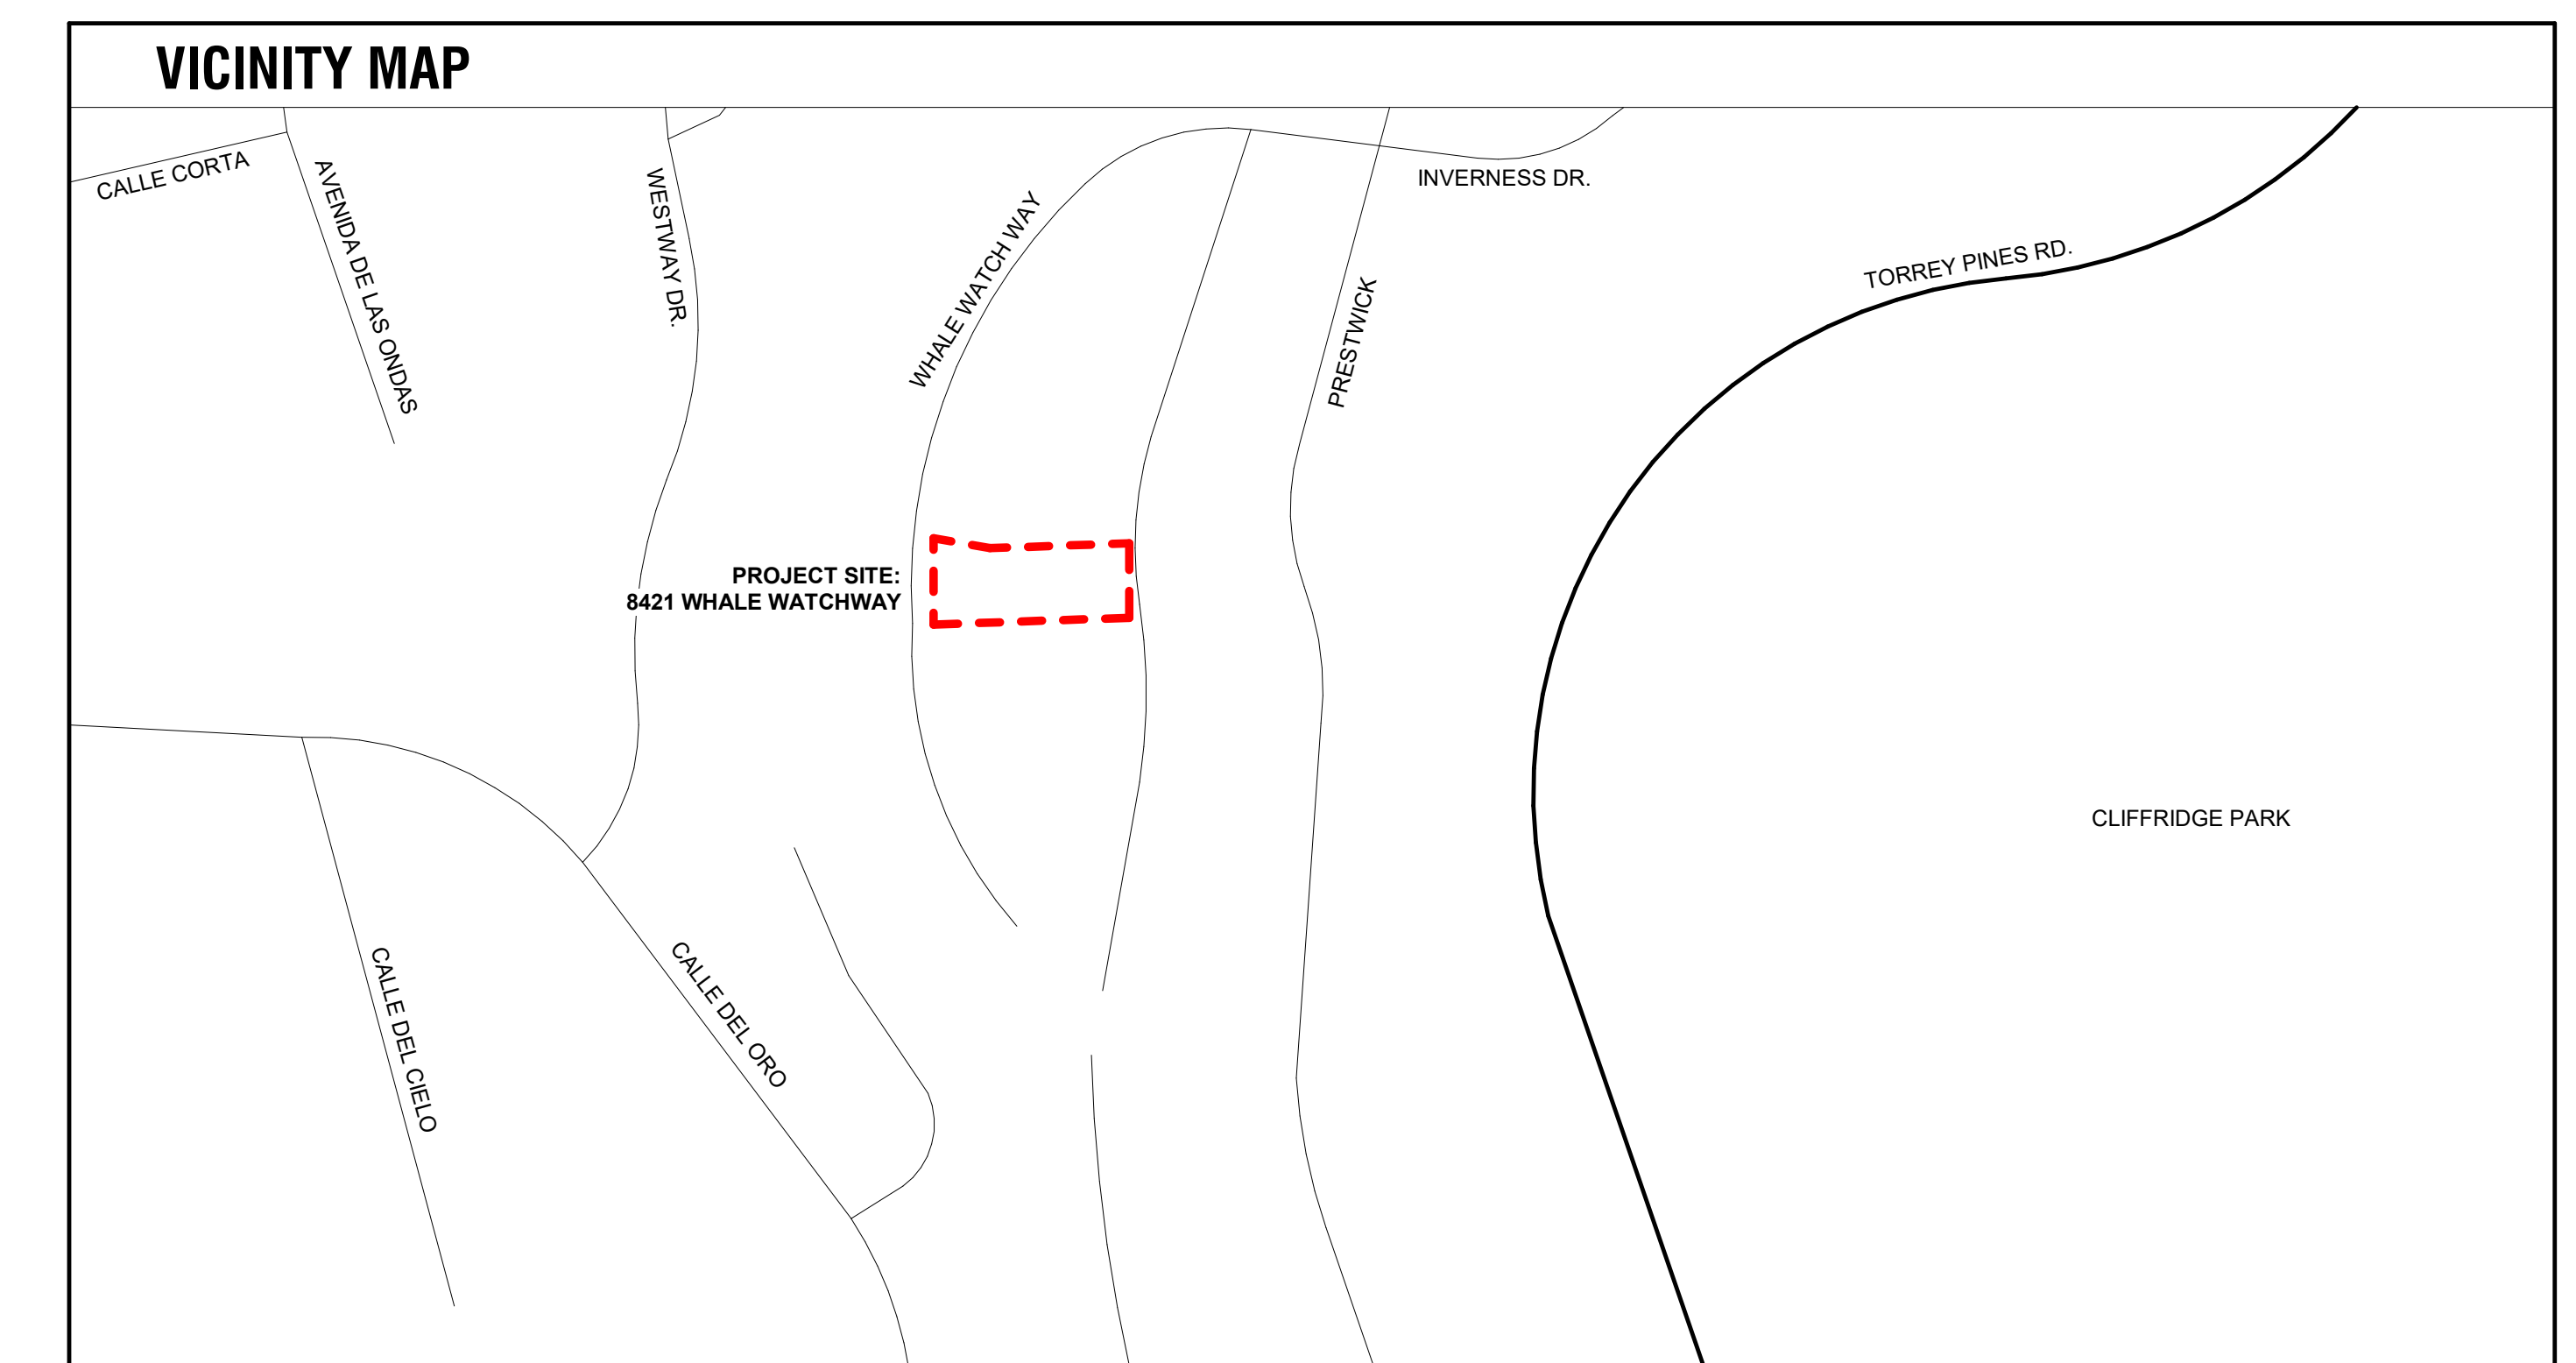 VICINITY MAP
CALLE CORTA
AVENIDA DE LAS ONDAS
WESTWAY DR.
WHALE WATCH WAY
PRESTWICK
INVERNESS DR.
TORREY PINES RD.
PROJECT SITE:
8421 WHALE WATCHWAY
CLIFFRIDGE PARK
CALLE DEL CIELO
CALLE DEL ORO